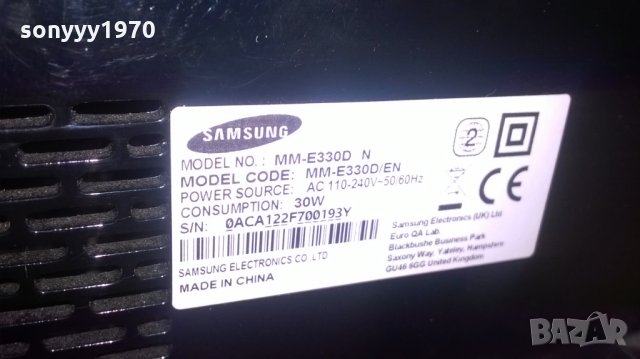 sonyyy1970
SAMSUNG
MODEL NO. : MM-E330D N
MODEL CODE: MM-E330D/EN
POWER SOURCE: AC 110-240V~50/60Hz
CONSUMPTION: 30W
S/N: 0ACA122F700193Y
SAMSUNG ELECTRONICS CO. LTD
MADE IN CHINA
2
CE
Samsung Electronics (UK) Ltd
Euro QA Lab.
Blackbushe Business Park
Saxony Way, Yateley, Hampshire
GU46 6GG United Kingdom
BAZAR